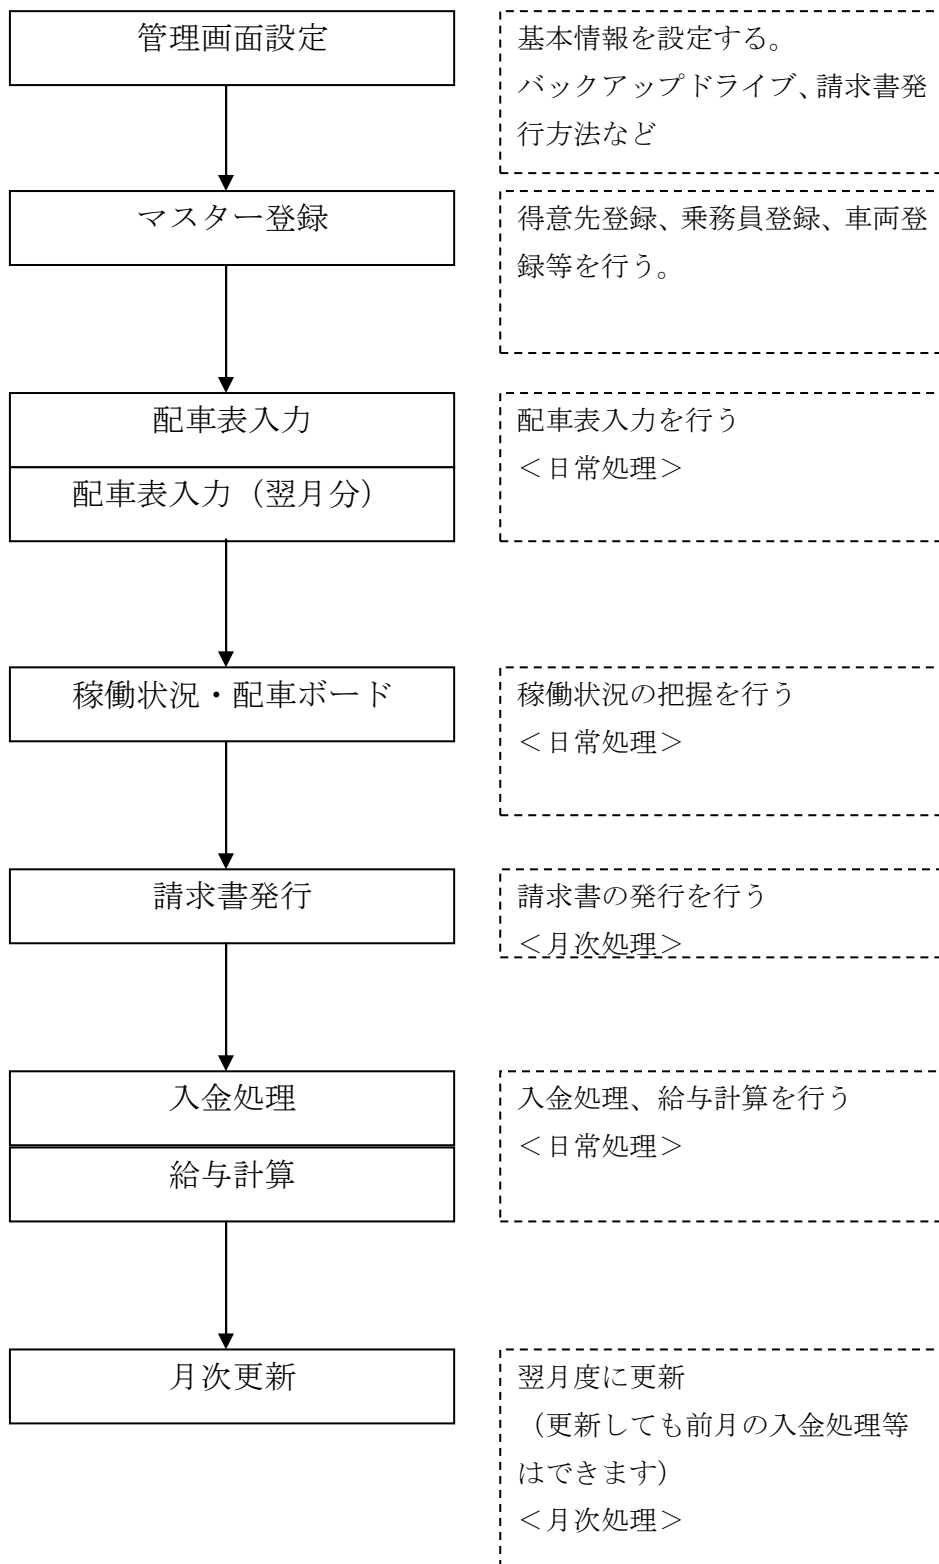 管理画面設定
基本情報を設定する。
バックアップドライブ、請求書発
行方法など
マスター登録
得意先登録、乗務員登録、車両登
録等を行う。
配車表入力
配車表入力（翌月分）
配車表入力を行う
＜日常処理＞
稼働状況・配車ボード
稼働状況の把握を行う
＜日常処理＞
請求書発行
請求書の発行を行う
＜月次処理＞
入金処理
給与計算
入金処理、給与計算を行う
＜日常処理＞
月次更新
翌月度に更新
（更新しても前月の入金処理等
はできます）
＜月次処理＞